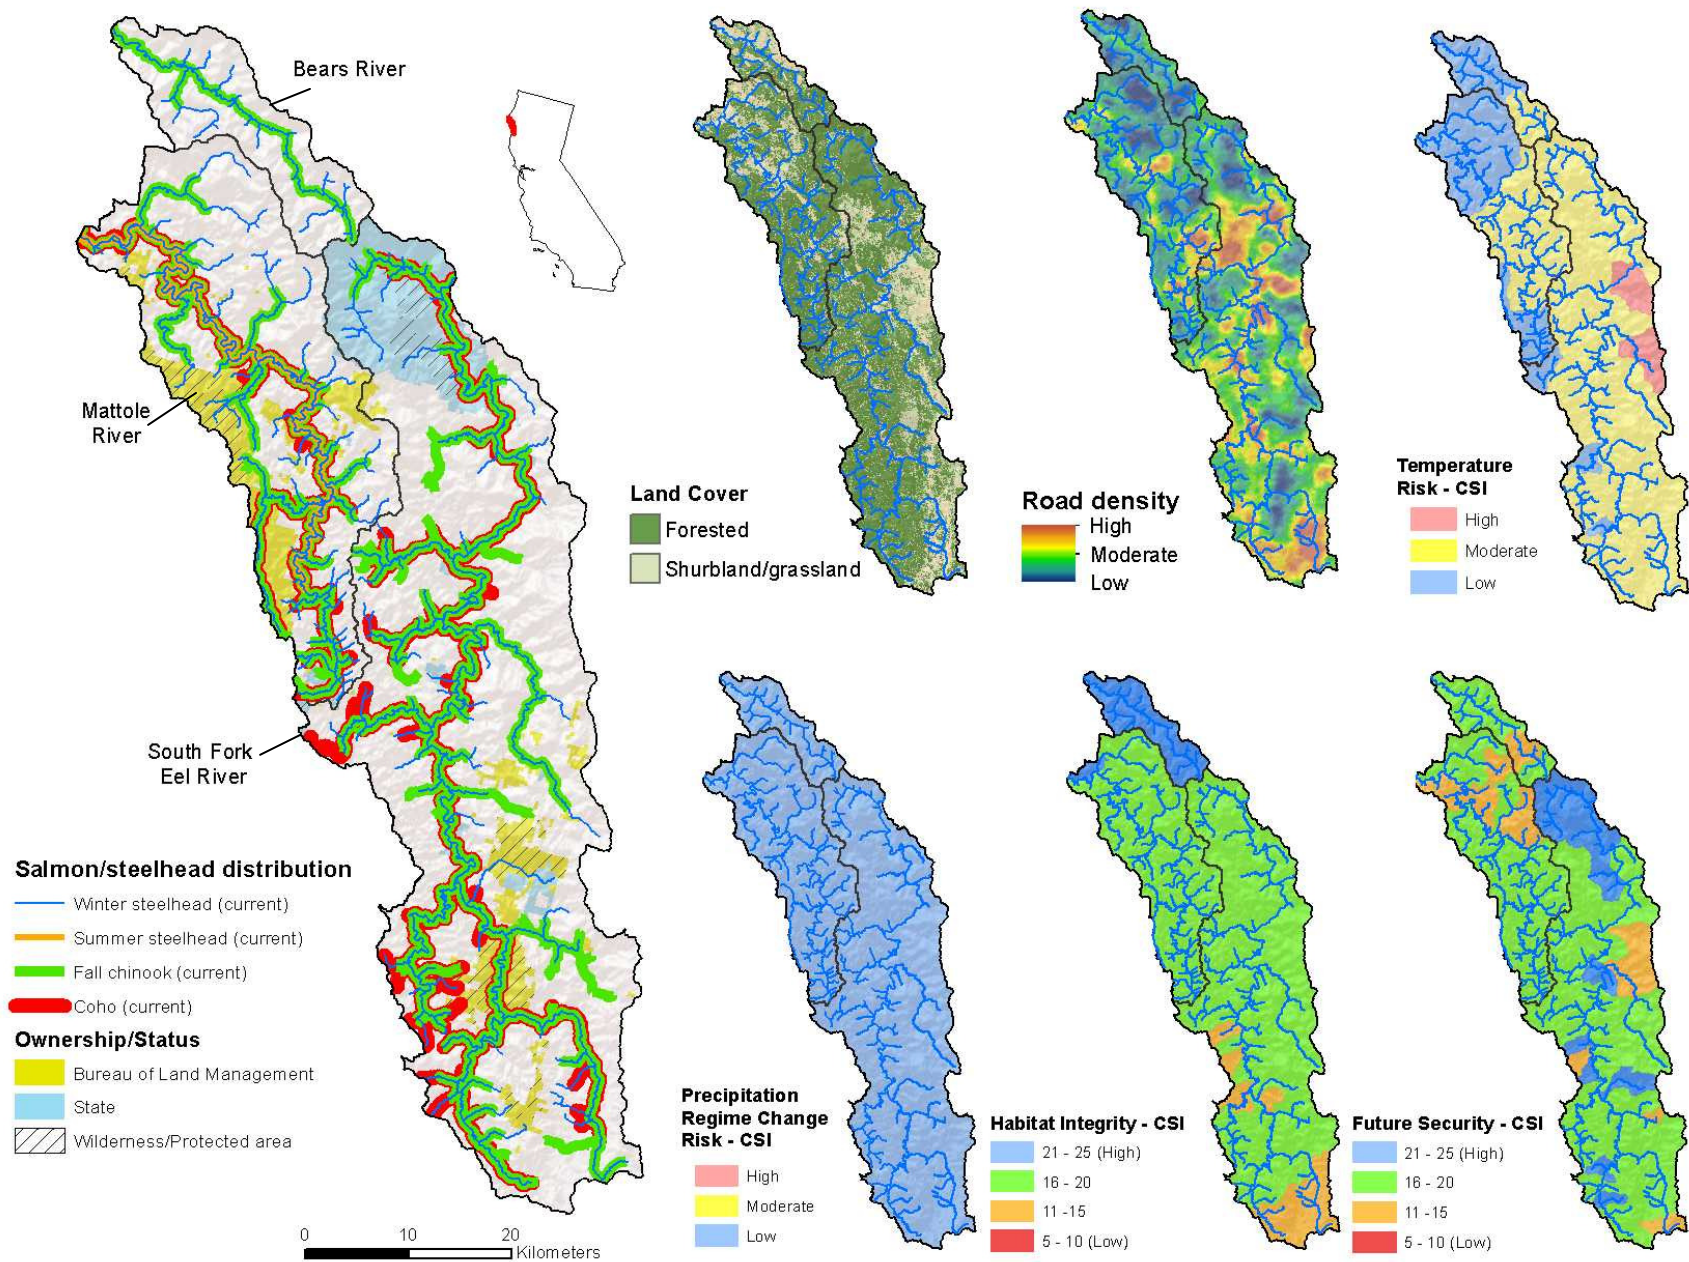 Bears River
Mattole
River
South Fork
Eel River
Salmon/steelhead distribution
Winter steelhead (current)
Summer steelhead (current)
Fall chinook (current)
Coho (current)
Ownership/Status
Bureau of Land Management
State
Wilderness/Protected area
0 10 20
Kilometers
Land Cover
Forested
Shurbland/grassland
Road density
High
Moderate
Low
Temperature
Risk - CSI
High
Moderate
Low
Precipitation
Regime Change
Risk - CSI
High
Moderate
Low
Habitat Integrity - CSI
21 - 25 (High)
16 - 20
11 -15
5 - 10 (Low)
Future Security - CSI
21 - 25 (High)
16 - 20
11 -15
5 - 10 (Low)